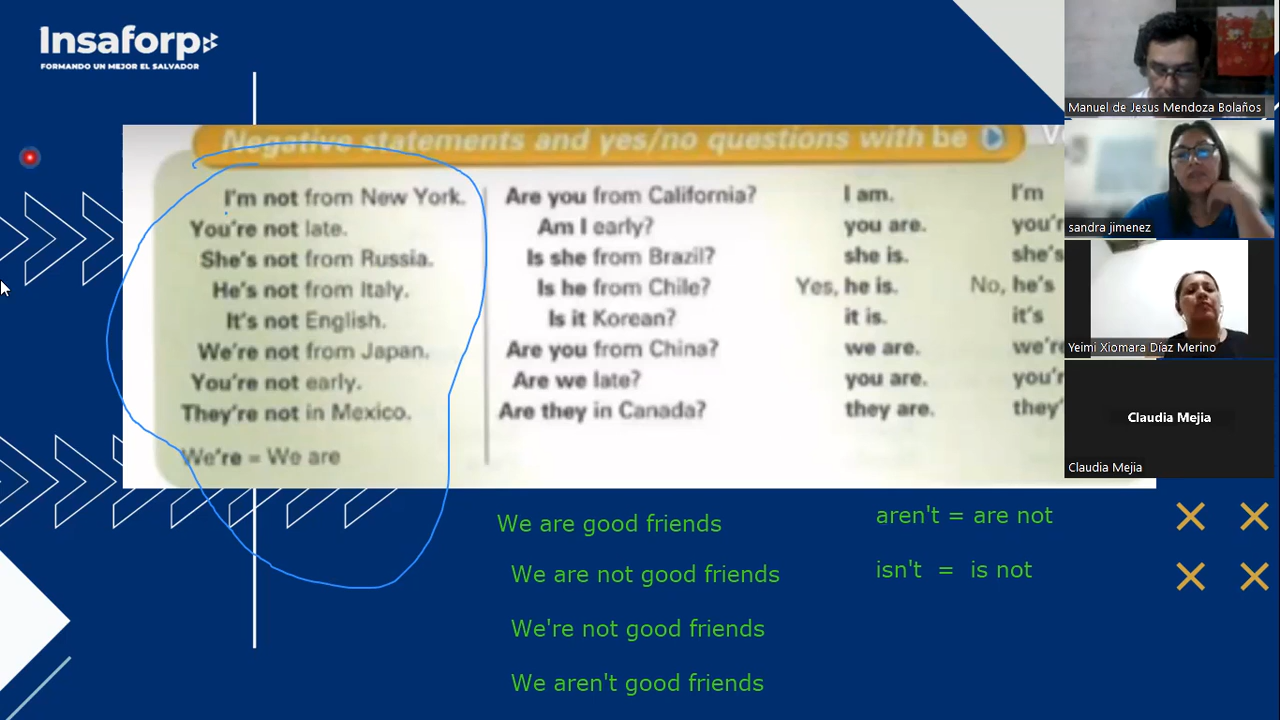 Insaforp
FORMANDO UN MEJOR EL SALVADOR
Negative statements and yes/no questions with be
I'm not from New York.
You're not late.
She's not from Russia.
He's not from Italy.
It's not English.
We're not from Japan.
You're not early.
They're not in Mexico.
We're = We are
Are you from California?
Am I early?
Is she from Brazil?
Is he from Chile?
Is it Korean?
Are you from China?
Are we late?
Are they in Canada?
I am.
you are.
she is.
Yes, he is.
it is.
we are.
you are.
they are.
I'm
you'r
she's
No, he's
it's
we're
you'r
they'
We are good friends
We are not good friends
We're not good friends
We aren't good friends
aren't = are not
isn't = is not
Manuel de Jesus Mendoza Bolaños
sandra jimenez
Yeimi Xiomara Díaz Merino
Claudia Mejia
Claudia Mejia